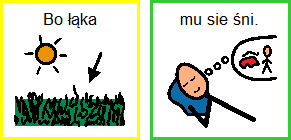 Bo łąka
mu sie śni.